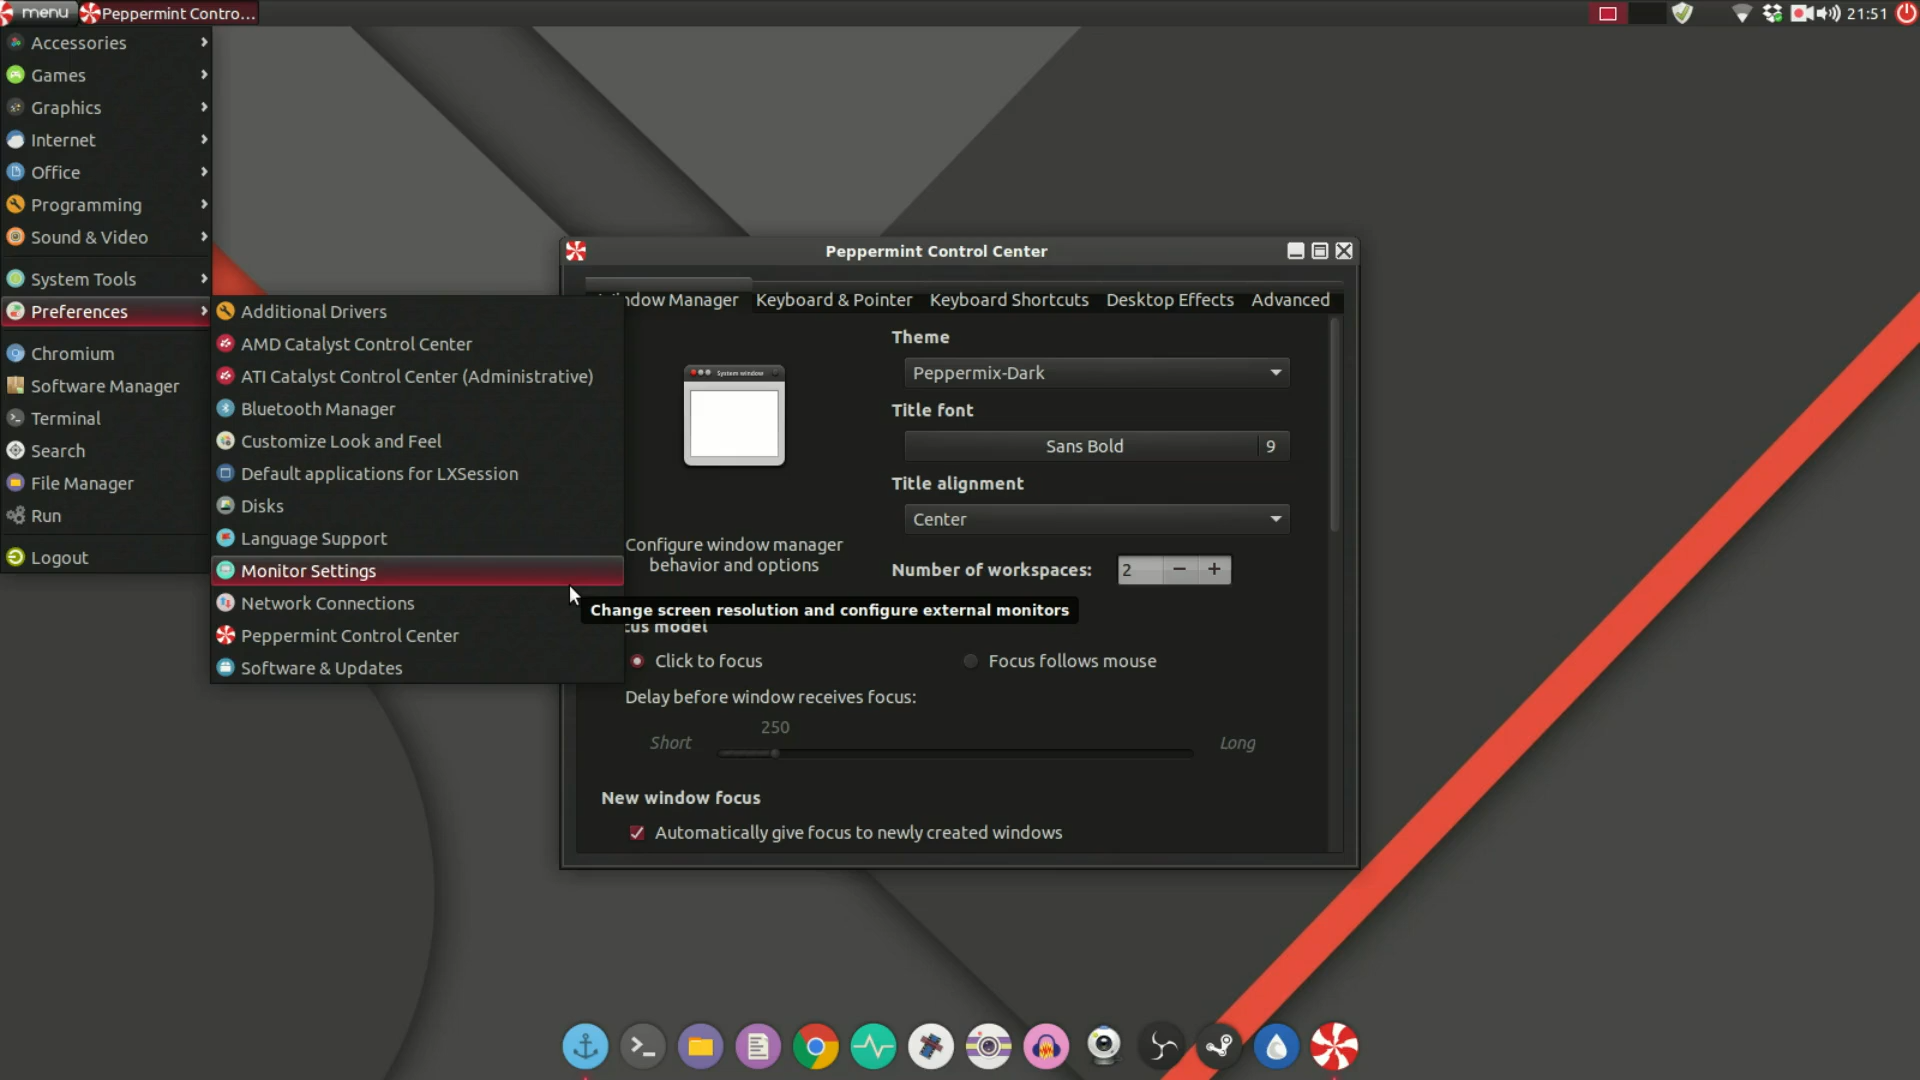 menu
Peppermint Contro...
21:51
Accessories
Games
Graphics
Internet
Office
Programming
Sound & Video
System Tools
Preferences
Chromium
Software Manager
Terminal
Search
File Manager
Run
Logout
Additional Drivers
AMD Catalyst Control Center
ATI Catalyst Control Center (Administrative)
Bluetooth Manager
Customize Look and Feel
Default applications for LXSession
Disks
Language Support
Monitor Settings
Network Connections
Peppermint Control Center
Software & Updates
Change screen resolution and configure external monitors
Peppermint Control Center
indow Manager Keyboard & Pointer Keyboard Shortcuts Desktop Effects Advanced
System window
Configure window manager
behavior and options
Theme
Peppermix-Dark
Title font
Sans Bold 9
Title alignment
Center
Number of workspaces: 2 − +
cus model
Click to focus Focus follows mouse
Delay before window receives focus:
250
Short Long
New window focus
Automatically give focus to newly created windows